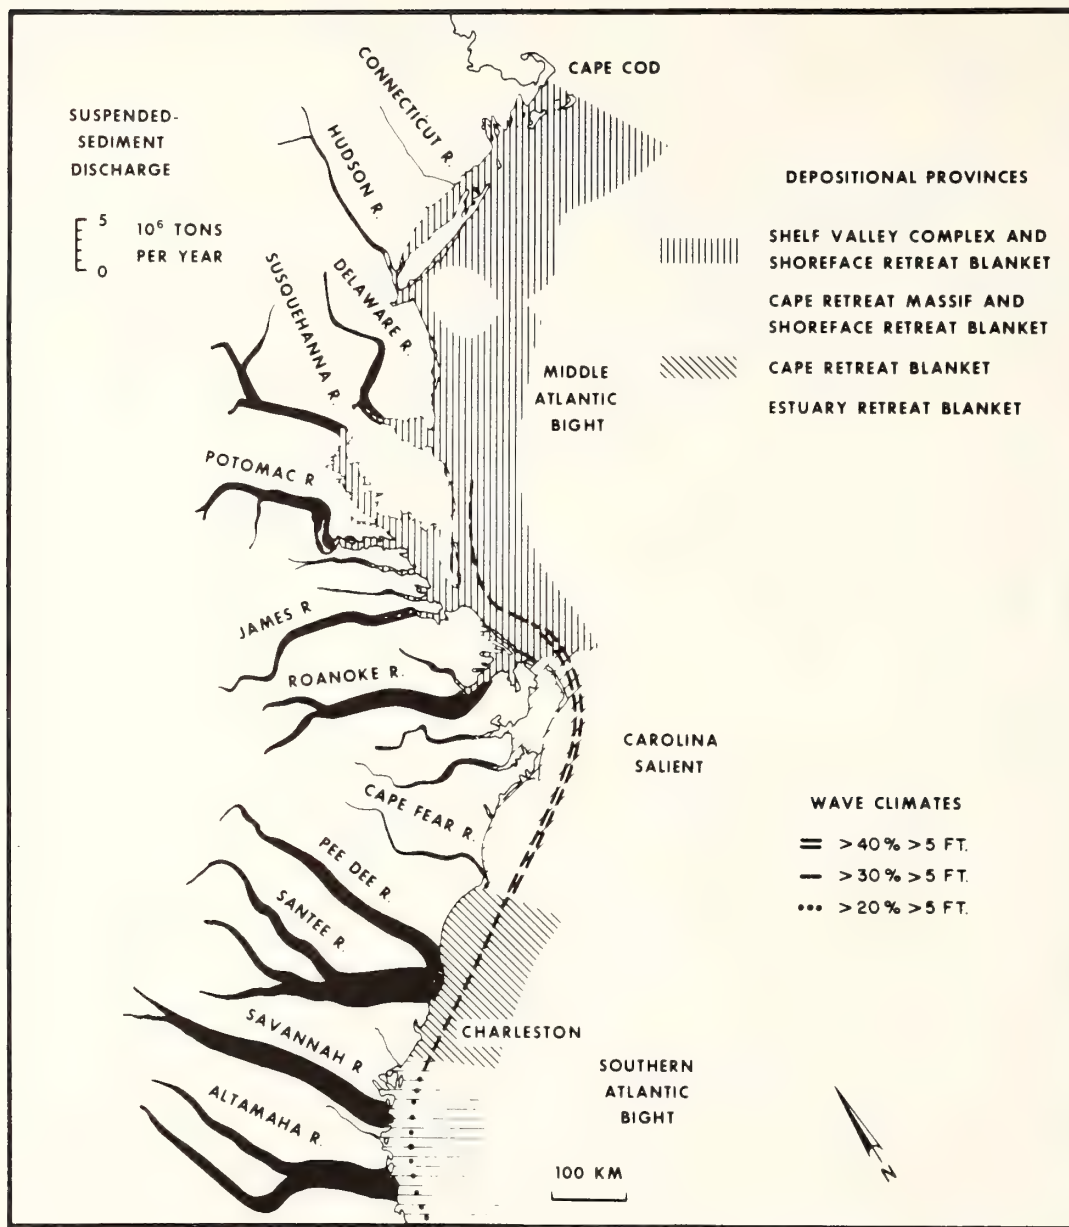 CAPE COD
CONNECTICUT R.
HUDSON R.
SUSPENDED-
SEDIMENT
DISCHARGE
5
0
10⁶ TONS
PER YEAR
DEPOSITIONAL PROVINCES
SHELF VALLEY COMPLEX AND
SHOREFACE RETREAT BLANKET
CAPE RETREAT MASSIF AND
SHOREFACE RETREAT BLANKET
CAPE RETREAT BLANKET
ESTUARY RETREAT BLANKET
DELAWARE R.
SUSQUEHANNA R.
MIDDLE
ATLANTIC
BIGHT
POTOMAC R
JAMES R
ROANOKE R.
CAROLINA
SALIENT
CAPE FEAR R.
WAVE CLIMATES
>40% >5 FT.
>30% >5 FT.
>20% >5 FT.
PEE DEE R.
SANTEE R.
CHARLESTON
SAVANNAH R
SOUTHERN
ATLANTIC
BIGHT
ALTAMAHA R.
100 KM
N